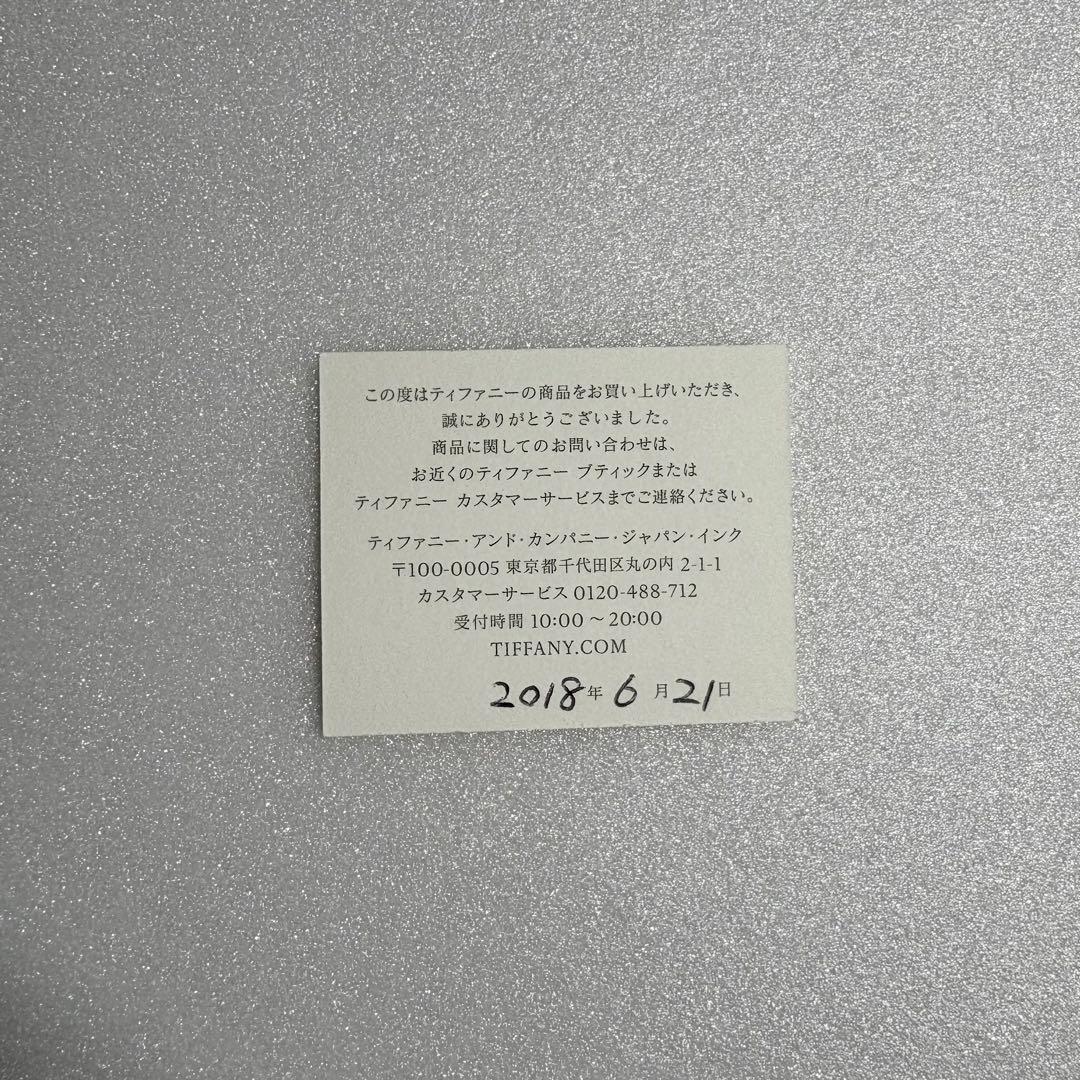 この度はティファニーの商品をお買い上げいただき、
誠にありがとうございました。
商品に関してのお問い合わせは、
お近くのティファニー ブティックまたは
ティファニー カスタマーサービスまでご連絡ください。
ティファニー・アンド・カンパニー・ジャパン・インク
〒100-0005 東京都千代田区丸の内 2-1-1
カスタマーサービス 0120-488-712
受付時間 10:00 ～ 20:00
TIFFANY.COM
2018年 6 月 21日